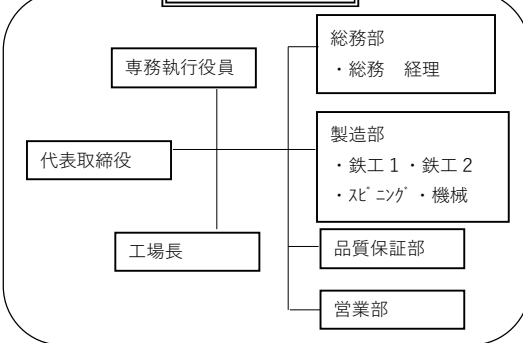 専務執行役員
代表取締役
工場長
総務部
・総務　経理
製造部
・鉄工１・鉄工２
・ｽﾋﾟﾆﾝｸﾞ・機械
品質保証部
営業部